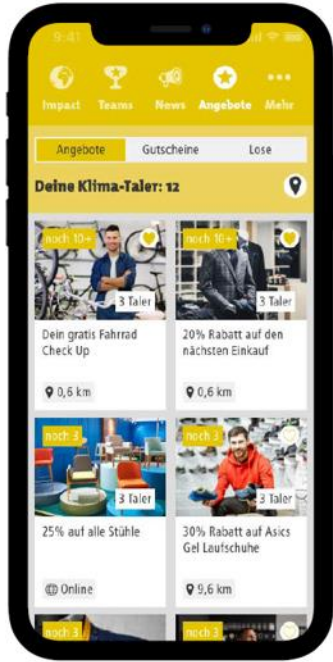 9:41
Impact Teams News Angebote Mehr
Angebote Gutscheine Lose
Deine Klima-Taler: 12
noch 10+ noch 10+
3 Taler 3 Taler
Dein gratis Fahrrad 20% Rabatt auf den
Check Up nächsten Einkauf
0,6 km 0,6 km
noch 3 noch 3
3 Taler 3 Taler
25% auf alle Stühle 30% Rabatt auf Asics
Gel Laufschuhe
Online 9,6 km
noch 3 noch 3